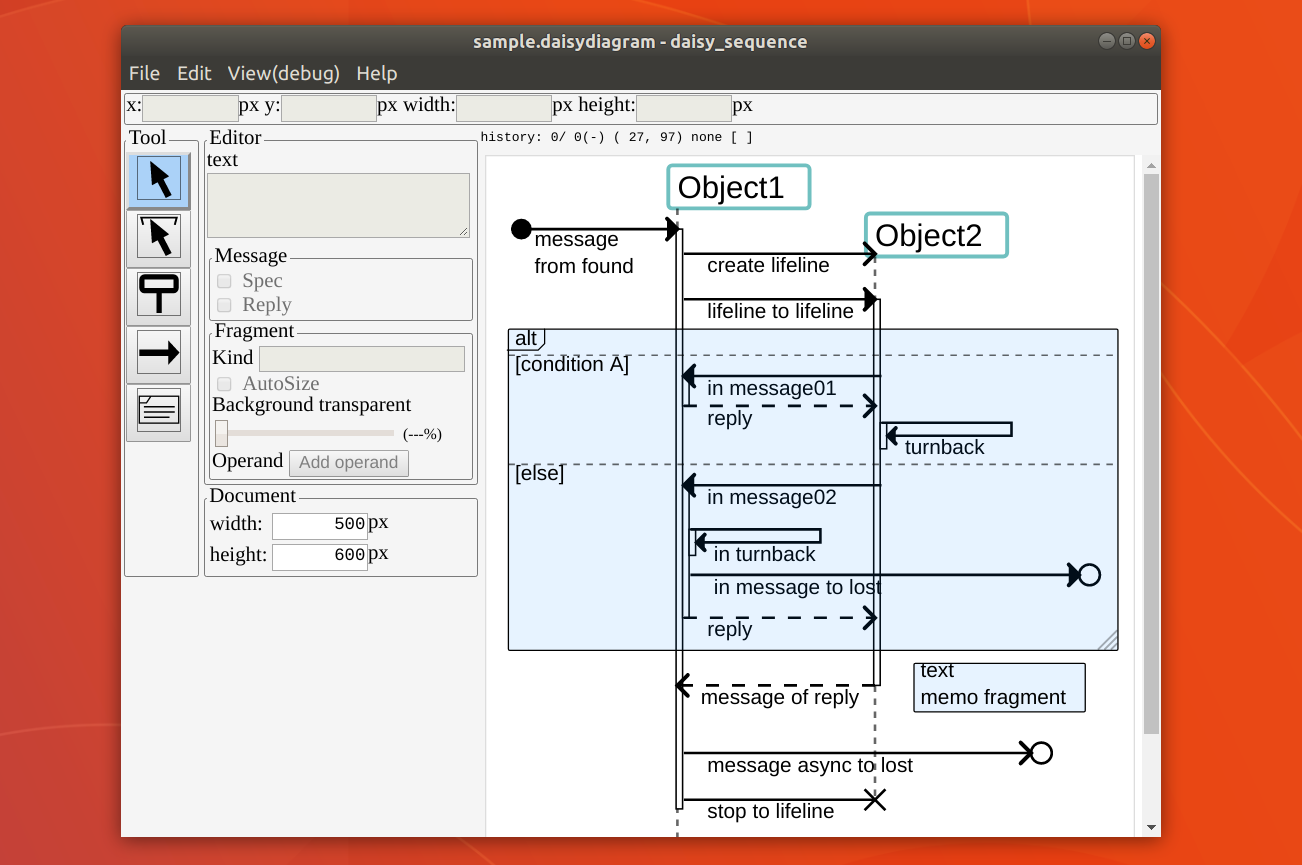 sample.daisydiagram - daisy_sequence
File Edit View(debug) Help
x: px y: px width: px height: px
Tool
Editor
text
Message
Spec
Reply
Fragment
Kind
AutoSize
Background transparent
(---%)
Operand Add operand
Document
width: 500px
height: 600px
history: 0/ 0(-) ( 27, 97) none [ ]
Object1
Object2
message
from found
create lifeline
lifeline to lifeline
alt
[condition A]
in message01
reply
turnback
[else]
in message02
in turnback
in message to lost
reply
text
memo fragment
message of reply
message async to lost
stop to lifeline